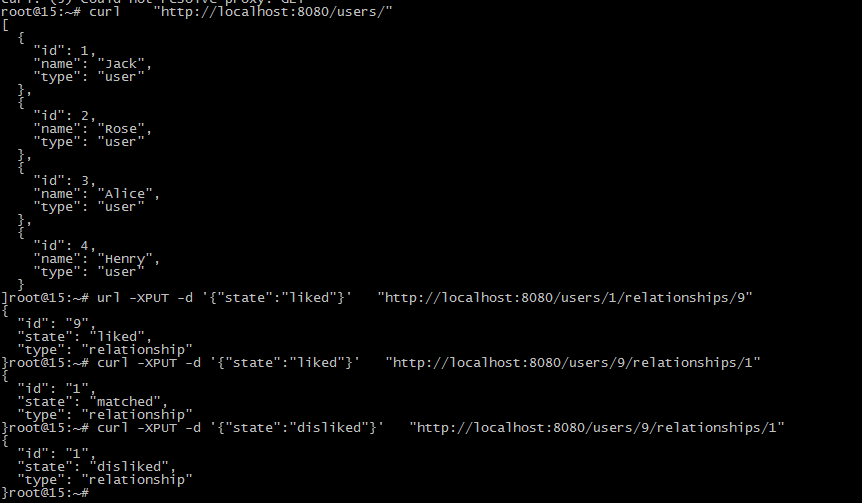 curl: (5) Could not resolve proxy: GET
root@15:~# curl    "http://localhost:8080/users/"
[
  {
    "id": 1,
    "name": "Jack",
    "type": "user"
  },
  {
    "id": 2,
    "name": "Rose",
    "type": "user"
  },
  {
    "id": 3,
    "name": "Alice",
    "type": "user"
  },
  {
    "id": 4,
    "name": "Henry",
    "type": "user"
  }
]root@15:~# url -XPUT -d '{"state":"liked"}'   "http://localhost:8080/users/1/relationships/9"
{
  "id": "9",
  "state": "liked",
  "type": "relationship"
}root@15:~# curl -XPUT -d '{"state":"liked"}'   "http://localhost:8080/users/9/relationships/1"
{
  "id": "1",
  "state": "matched",
  "type": "relationship"
}root@15:~# curl -XPUT -d '{"state":"disliked"}'   "http://localhost:8080/users/9/relationships/1"
{
  "id": "1",
  "state": "disliked",
  "type": "relationship"
}root@15:~#